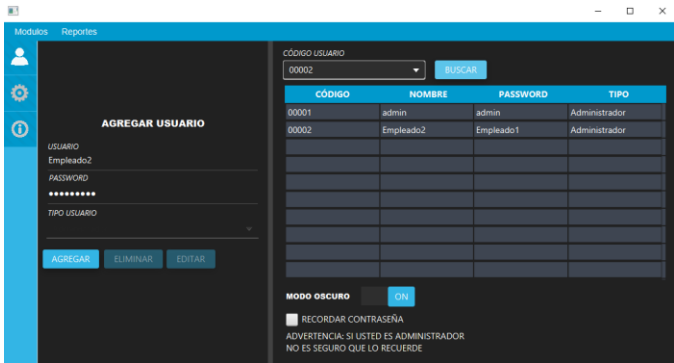 Modulos Reportes
AGREGAR USUARIO
USUARIO
Empleado2
PASSWORD
TIPO USUARIO
AGREGAR ELIMINAR EDITAR
CÓDIGO USUARIO
00002 BUSCAR
CÓDIGO NOMBRE PASSWORD TIPO
00001 admin admin Administrador
00002 Empleado2 Empleado1 Administrador
MODO OSCURO ON
RECORDAR CONTRASEÑA
ADVERTENCIA: SI USTED ES ADMINISTRADOR
NO ES SEGURO QUE LO RECUERDE